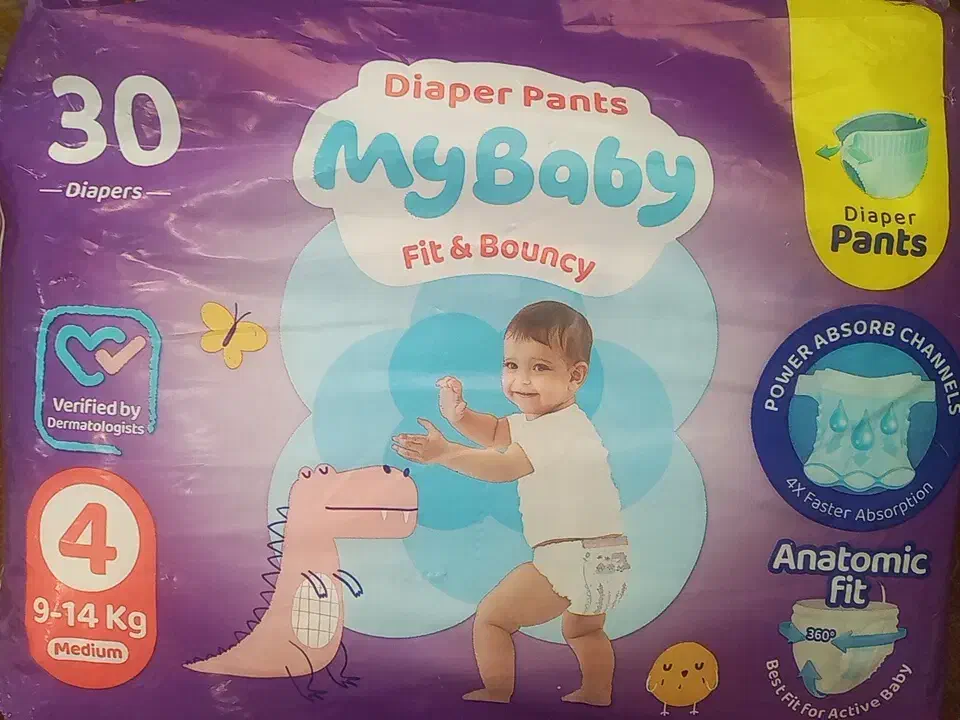 30
Diapers
Diaper Pants
MyBaby
Fit & Bouncy
Diaper
Pants
Verified by
Dermatologists
4
9-14 Kg
Medium
POWER ABSORB CHANNELS
4X Faster Absorption
Anatomic
fit
360°
Best Fit for Active Baby